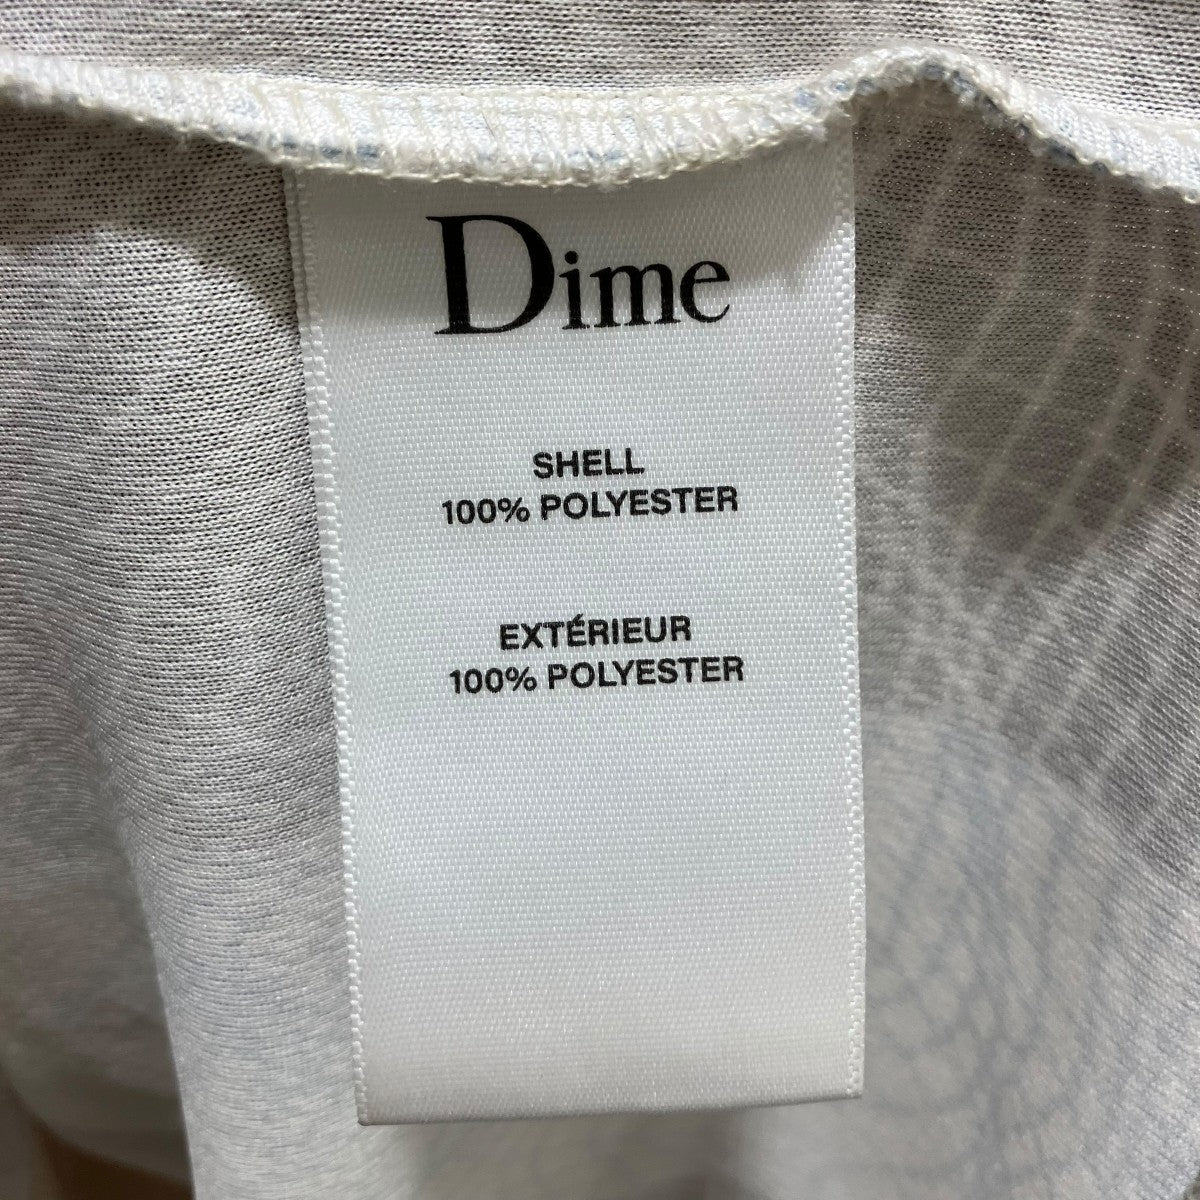 Dime
SHELL
100% POLYESTER
EXTÉRIEUR
100% POLYESTER